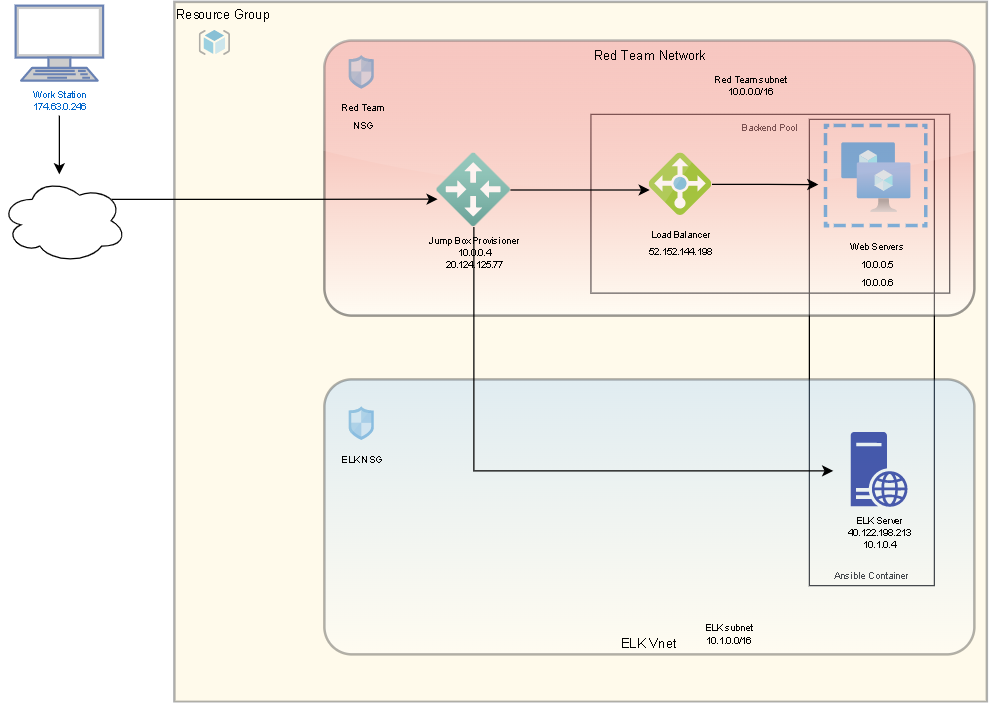 Resource Group
Work Station
174.63.0.246
Red Team Network
Red Team subnet
10.0.0.0/16
Red Team
NSG
Backend Pool
Jump Box Provisioner
10.0.0.4
20.124.125.77
Load Balancer
52.152.144.198
Web Servers
10.0.0.5
10.0.0.6
ELK NSG
ELK Server
40.122.198.213
10.1.0.4
Ansible Container
ELK subnet
10.1.0.0/16
ELK Vnet